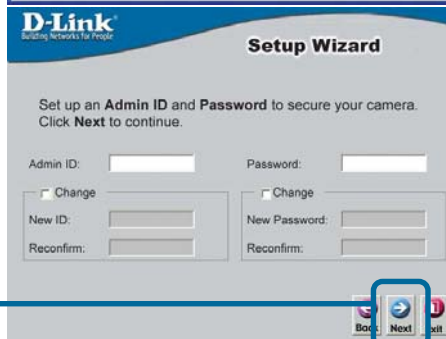 D-Link
Building Networks for People
Setup Wizard
Set up an Admin ID and Password to secure your camera.
Click Next to continue.
Admin ID:
Password:
Change
Change
New ID:
New Password:
Reconfirm:
Reconfirm:
Back Next Exit